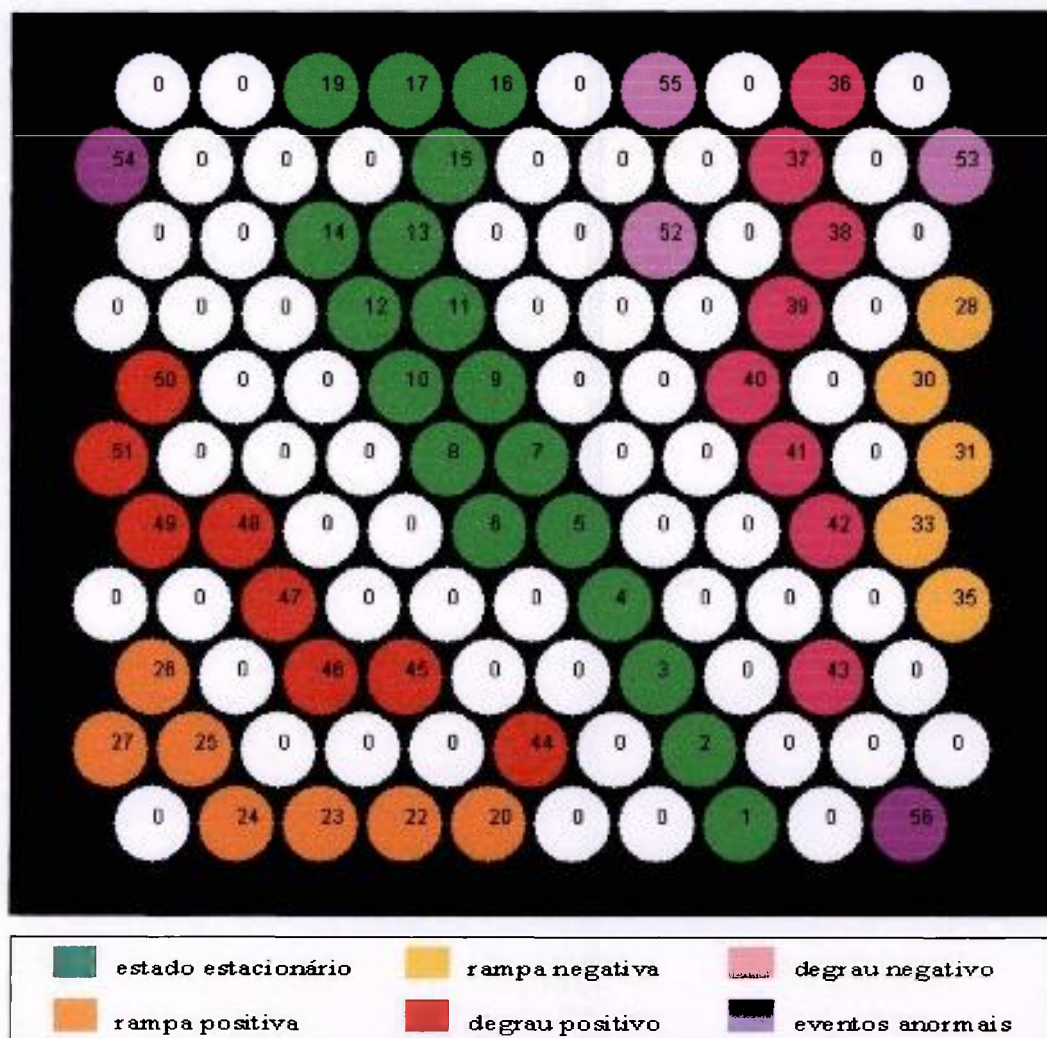 0 0 19 17 16 0 55 0 36 0
54 0 0 0 15 0 0 0 37 0 53
0 0 14 13 0 0 52 0 38 0
0 0 0 12 11 0 0 0 39 0 28
50 0 0 10 9 0 0 40 0 30
51 0 0 0 8 7 0 0 41 0 31
49 48 0 0 6 5 0 0 42 33
0 0 47 0 0 0 4 0 0 0 35
26 0 46 45 0 0 3 0 43 0
27 25 0 0 0 44 0 2 0 0 0
0 24 23 22 20 0 0 1 0 56
estado estacionário rampa negativa degrau negativo
rampa positiva degrau positivo eventos anormais